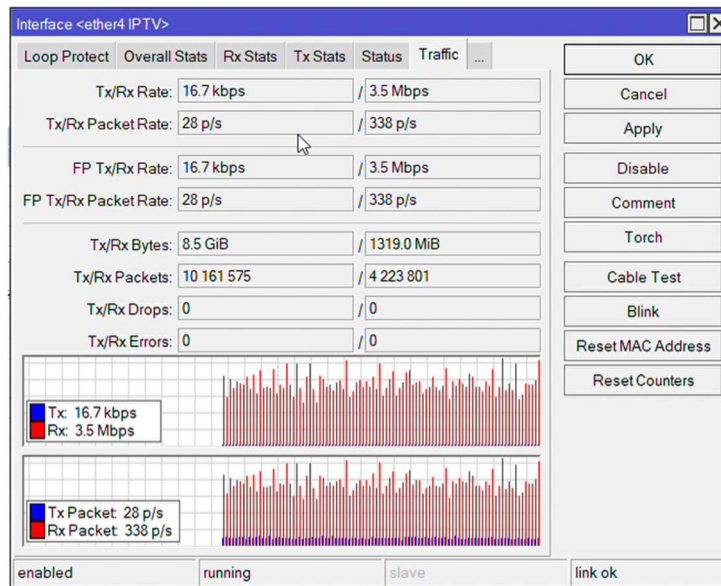 Interface <ether4 IPTV>
Loop Protect Overall Stats Rx Stats Tx Stats Status Traffic ...
Tx/Rx Rate: 16.7 kbps / 3.5 Mbps
Tx/Rx Packet Rate: 28 p/s / 338 p/s
FP Tx/Rx Rate: 16.7 kbps / 3.5 Mbps
FP Tx/Rx Packet Rate: 28 p/s / 338 p/s
Tx/Rx Bytes: 8.5 GiB / 1319.0 MiB
Tx/Rx Packets: 10 161 575 / 4 223 801
Tx/Rx Drops: 0 / 0
Tx/Rx Errors: 0 / 0
Tx: 16.7 kbps
Rx: 3.5 Mbps
Tx Packet: 28 p/s
Rx Packet: 338 p/s
OK
Cancel
Apply
Disable
Comment
Torch
Cable Test
Blink
Reset MAC Address
Reset Counters
enabled running slave link ok